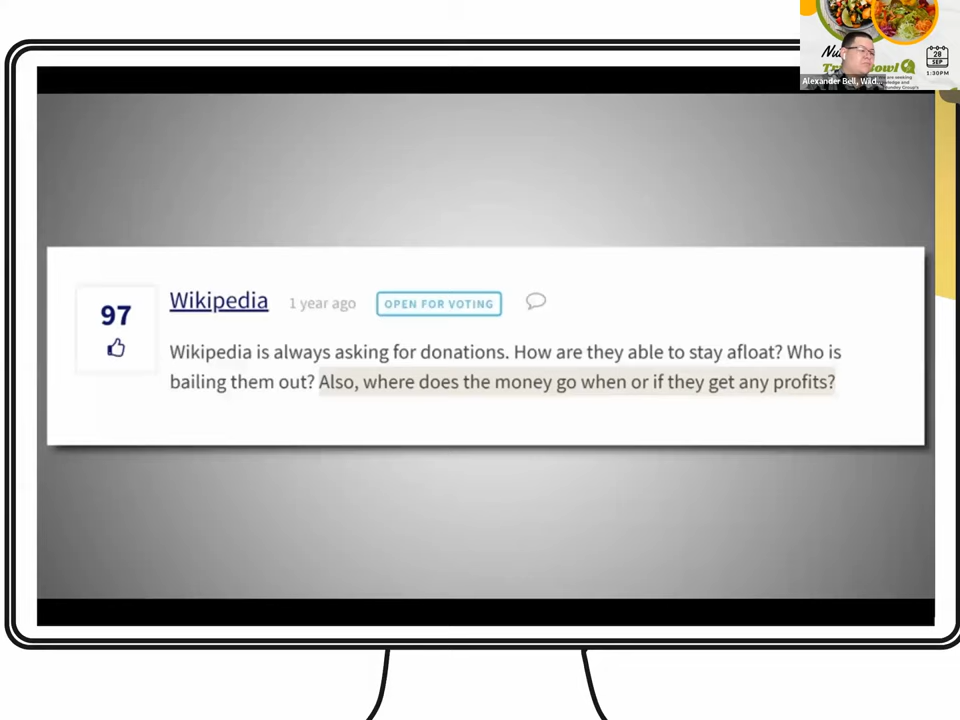 28
SEP
1:30PM
Alexander Bell, Wild...
97
Wikipedia 1 year ago OPEN FOR VOTING
Wikipedia is always asking for donations. How are they able to stay afloat? Who is
bailing them out? Also, where does the money go when or if they get any profits?